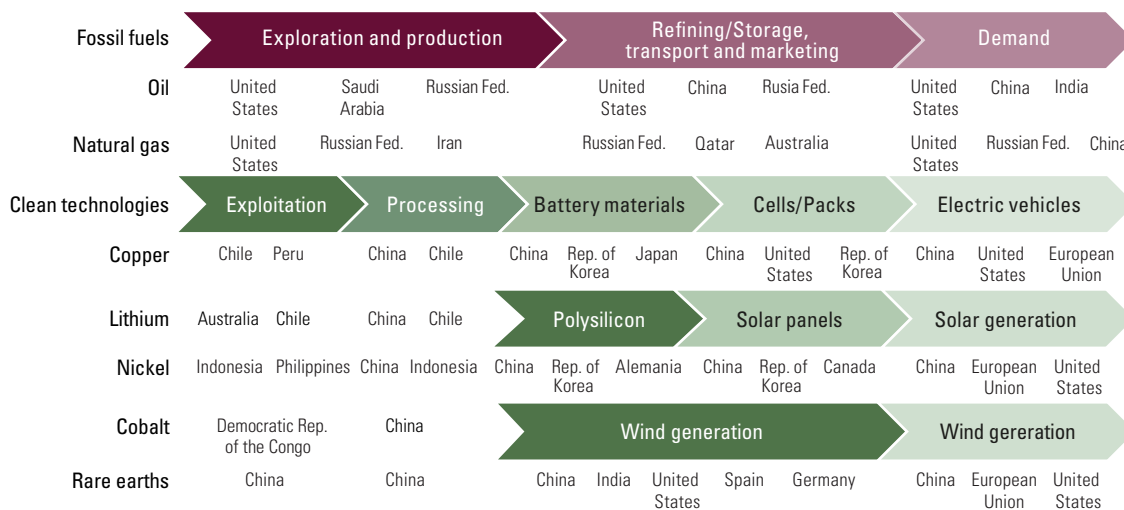 Fossil fuels Exploration and production Refining/Storage, transport and marketing Demand
Oil United States Saudi Arabia Russian Fed. United States China Rusia Fed. United States China India
Natural gas United States Russian Fed. Iran Russian Fed. Qatar Australia United States Russian Fed. China
Clean technologies Exploitation Processing Battery materials Cells/Packs Electric vehicles
Copper Chile Peru China Chile China Rep. of Korea Japan China United States Rep. of Korea China United States European Union
Lithium Australia Chile China Chile Polysilicon Solar panels Solar generation
Nickel Indonesia Philippines China Indonesia China Rep. of Korea Alemania China Rep. of Korea Canada China European Union United States
Cobalt Democratic Rep. of the Congo China Wind generation Wind gereration
Rare earths China China China India United States Spain Germany China European Union United States